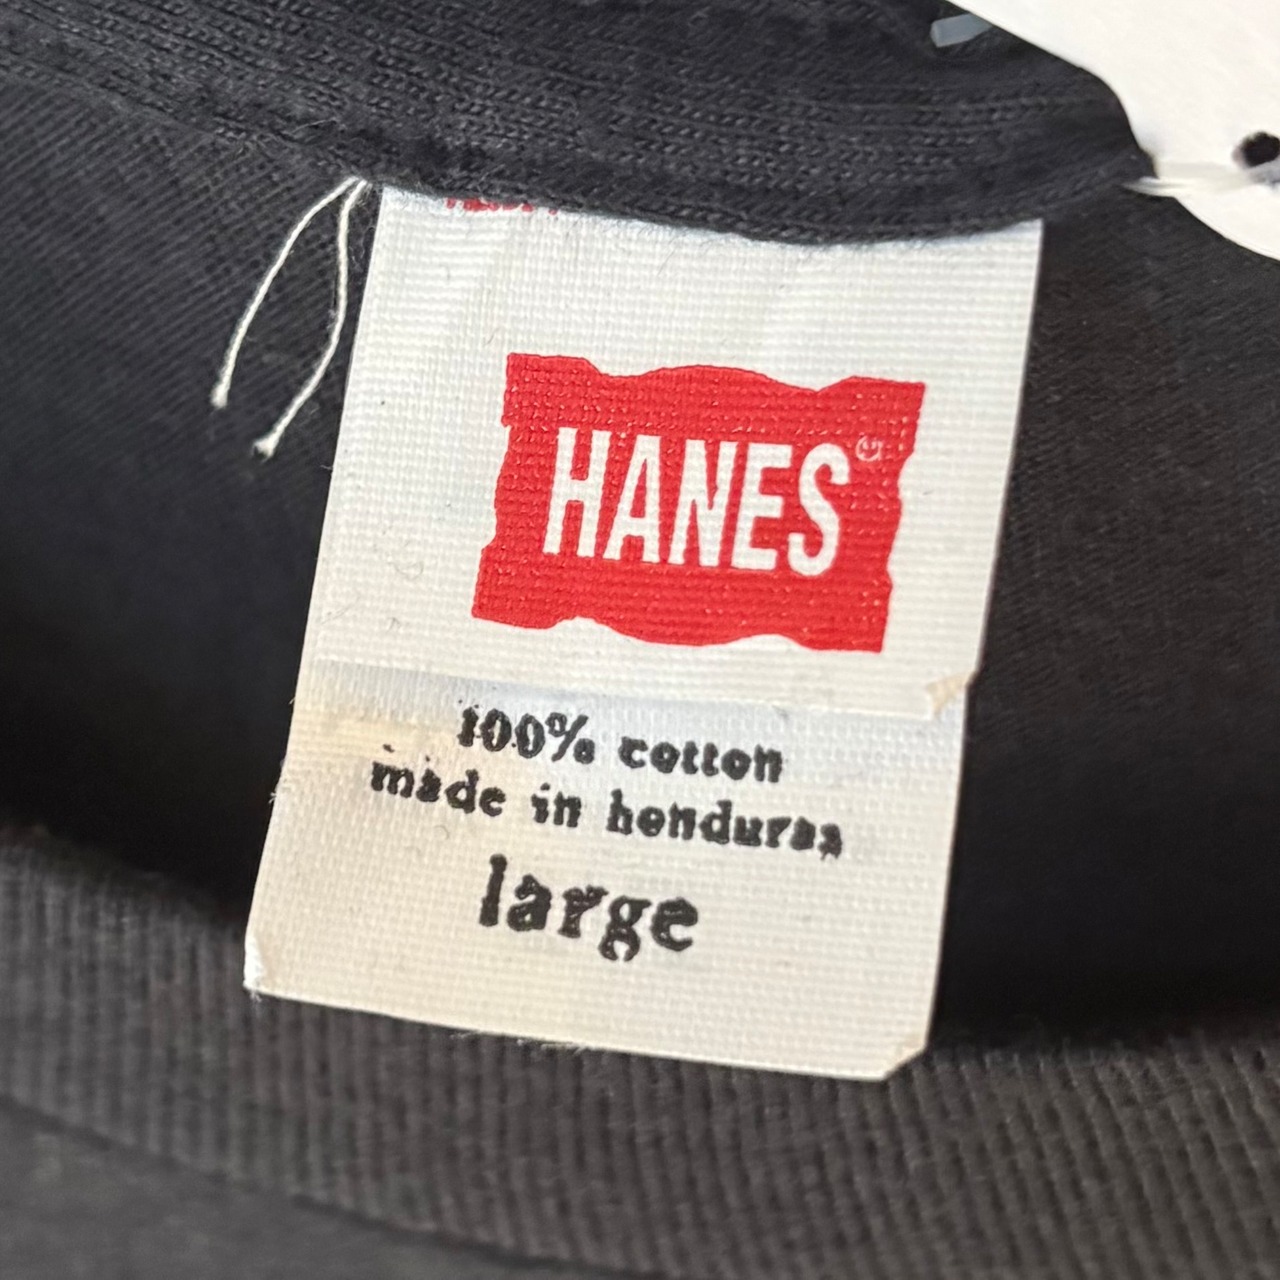 HANES
100% cotton
made in honduras
large